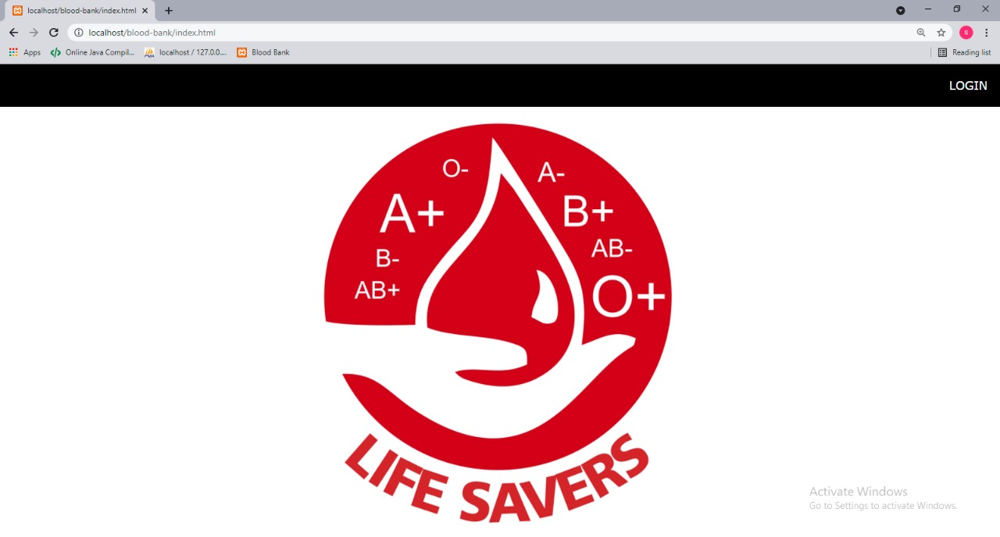 localhost/blood-bank/index.html
localhost/blood-bank/index.html
S
Apps Online Java Compil... PMA localhost / 127.0.0.... Blood Bank Reading list
LOGIN
O- A-
A+ B+
B- AB-
AB+ O+
LIFE SAVERS
Activate Windows
Go to Settings to activate Windows.